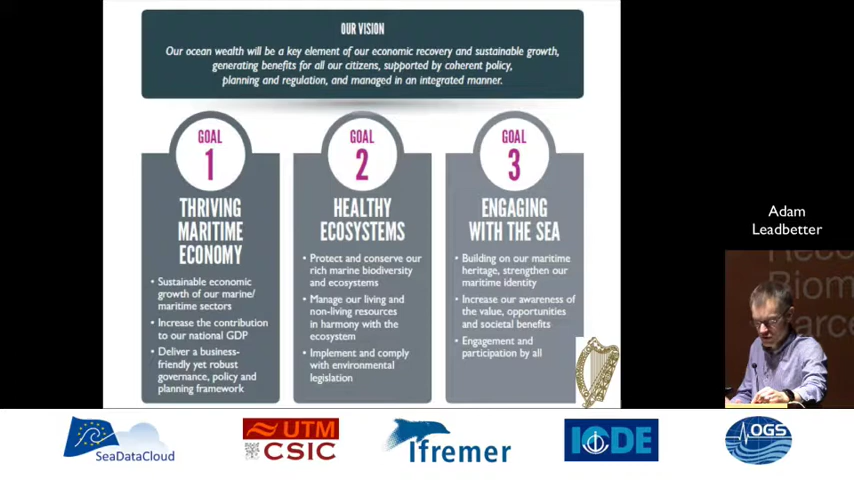 OUR VISION
Our ocean wealth will be a key element of our economic recovery and sustainable growth,
generating benefits for all our citizens, supported by coherent policy,
planning and regulation, and managed in an integrated manner.
GOAL
1
THRIVING
MARITIME
ECONOMY
• Sustainable economic
growth of our marine/
maritime sectors
• Increase the contribution
to our national GDP
• Deliver a business-
friendly yet robust
governance, policy and
planning framework
GOAL
2
HEALTHY
ECOSYSTEMS
• Protect and conserve our
rich marine biodiversity
and ecosystems
• Manage our living and
non-living resources
in harmony with the
ecosystem
• Implement and comply
with environmental
legislation
GOAL
3
ENGAGING
WITH THE SEA
• Building on our maritime
heritage, strengthen our
maritime identity
• Increase our awareness of
the value, opportunities
and societal benefits
• Engagement and
participation by all
Adam
Leadbetter
SeaDataCloud
UTM
CSIC
Ifremer
IODE
OGS